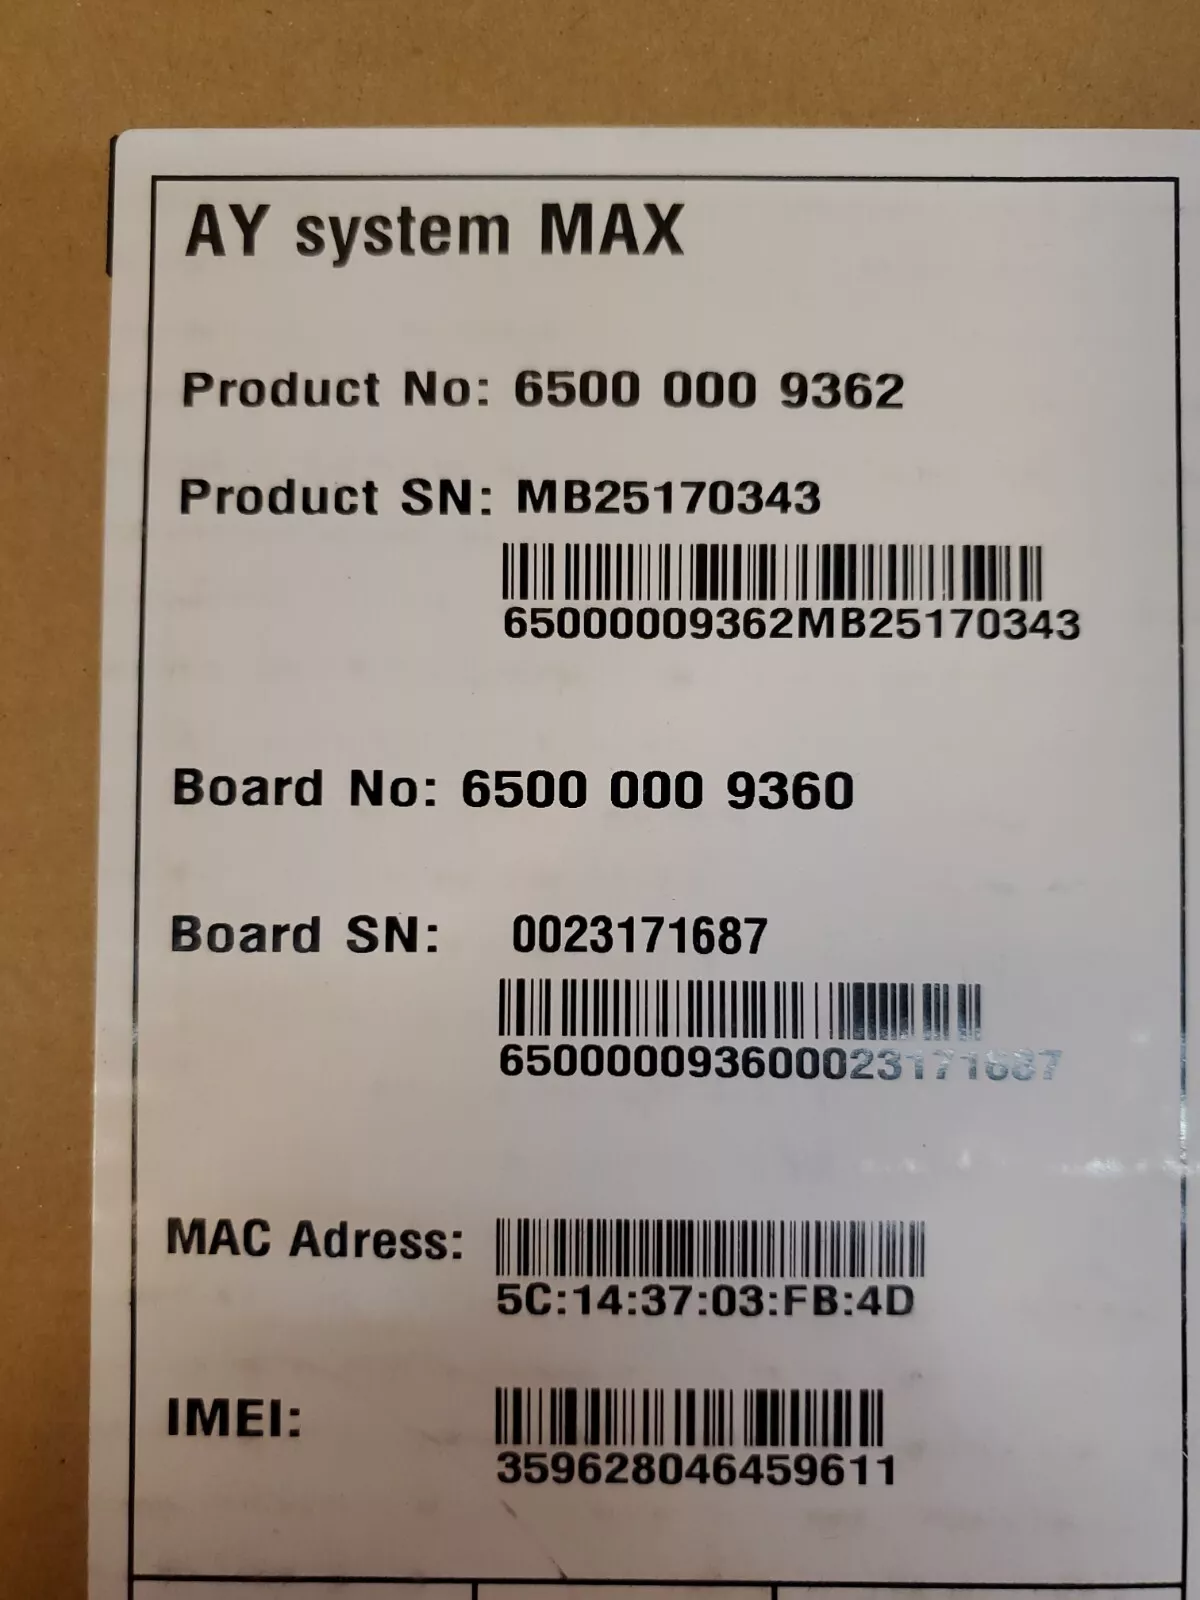 AY system MAX
Product No: 6500 000 9362
Product SN: MB25170343
65000009362MB25170343
Board No: 6500 000 9360
Board SN: 0023171687
650000093600023171687
MAC Adress:
5C:14:37:03:FB:4D
IMEI:
359628046459611